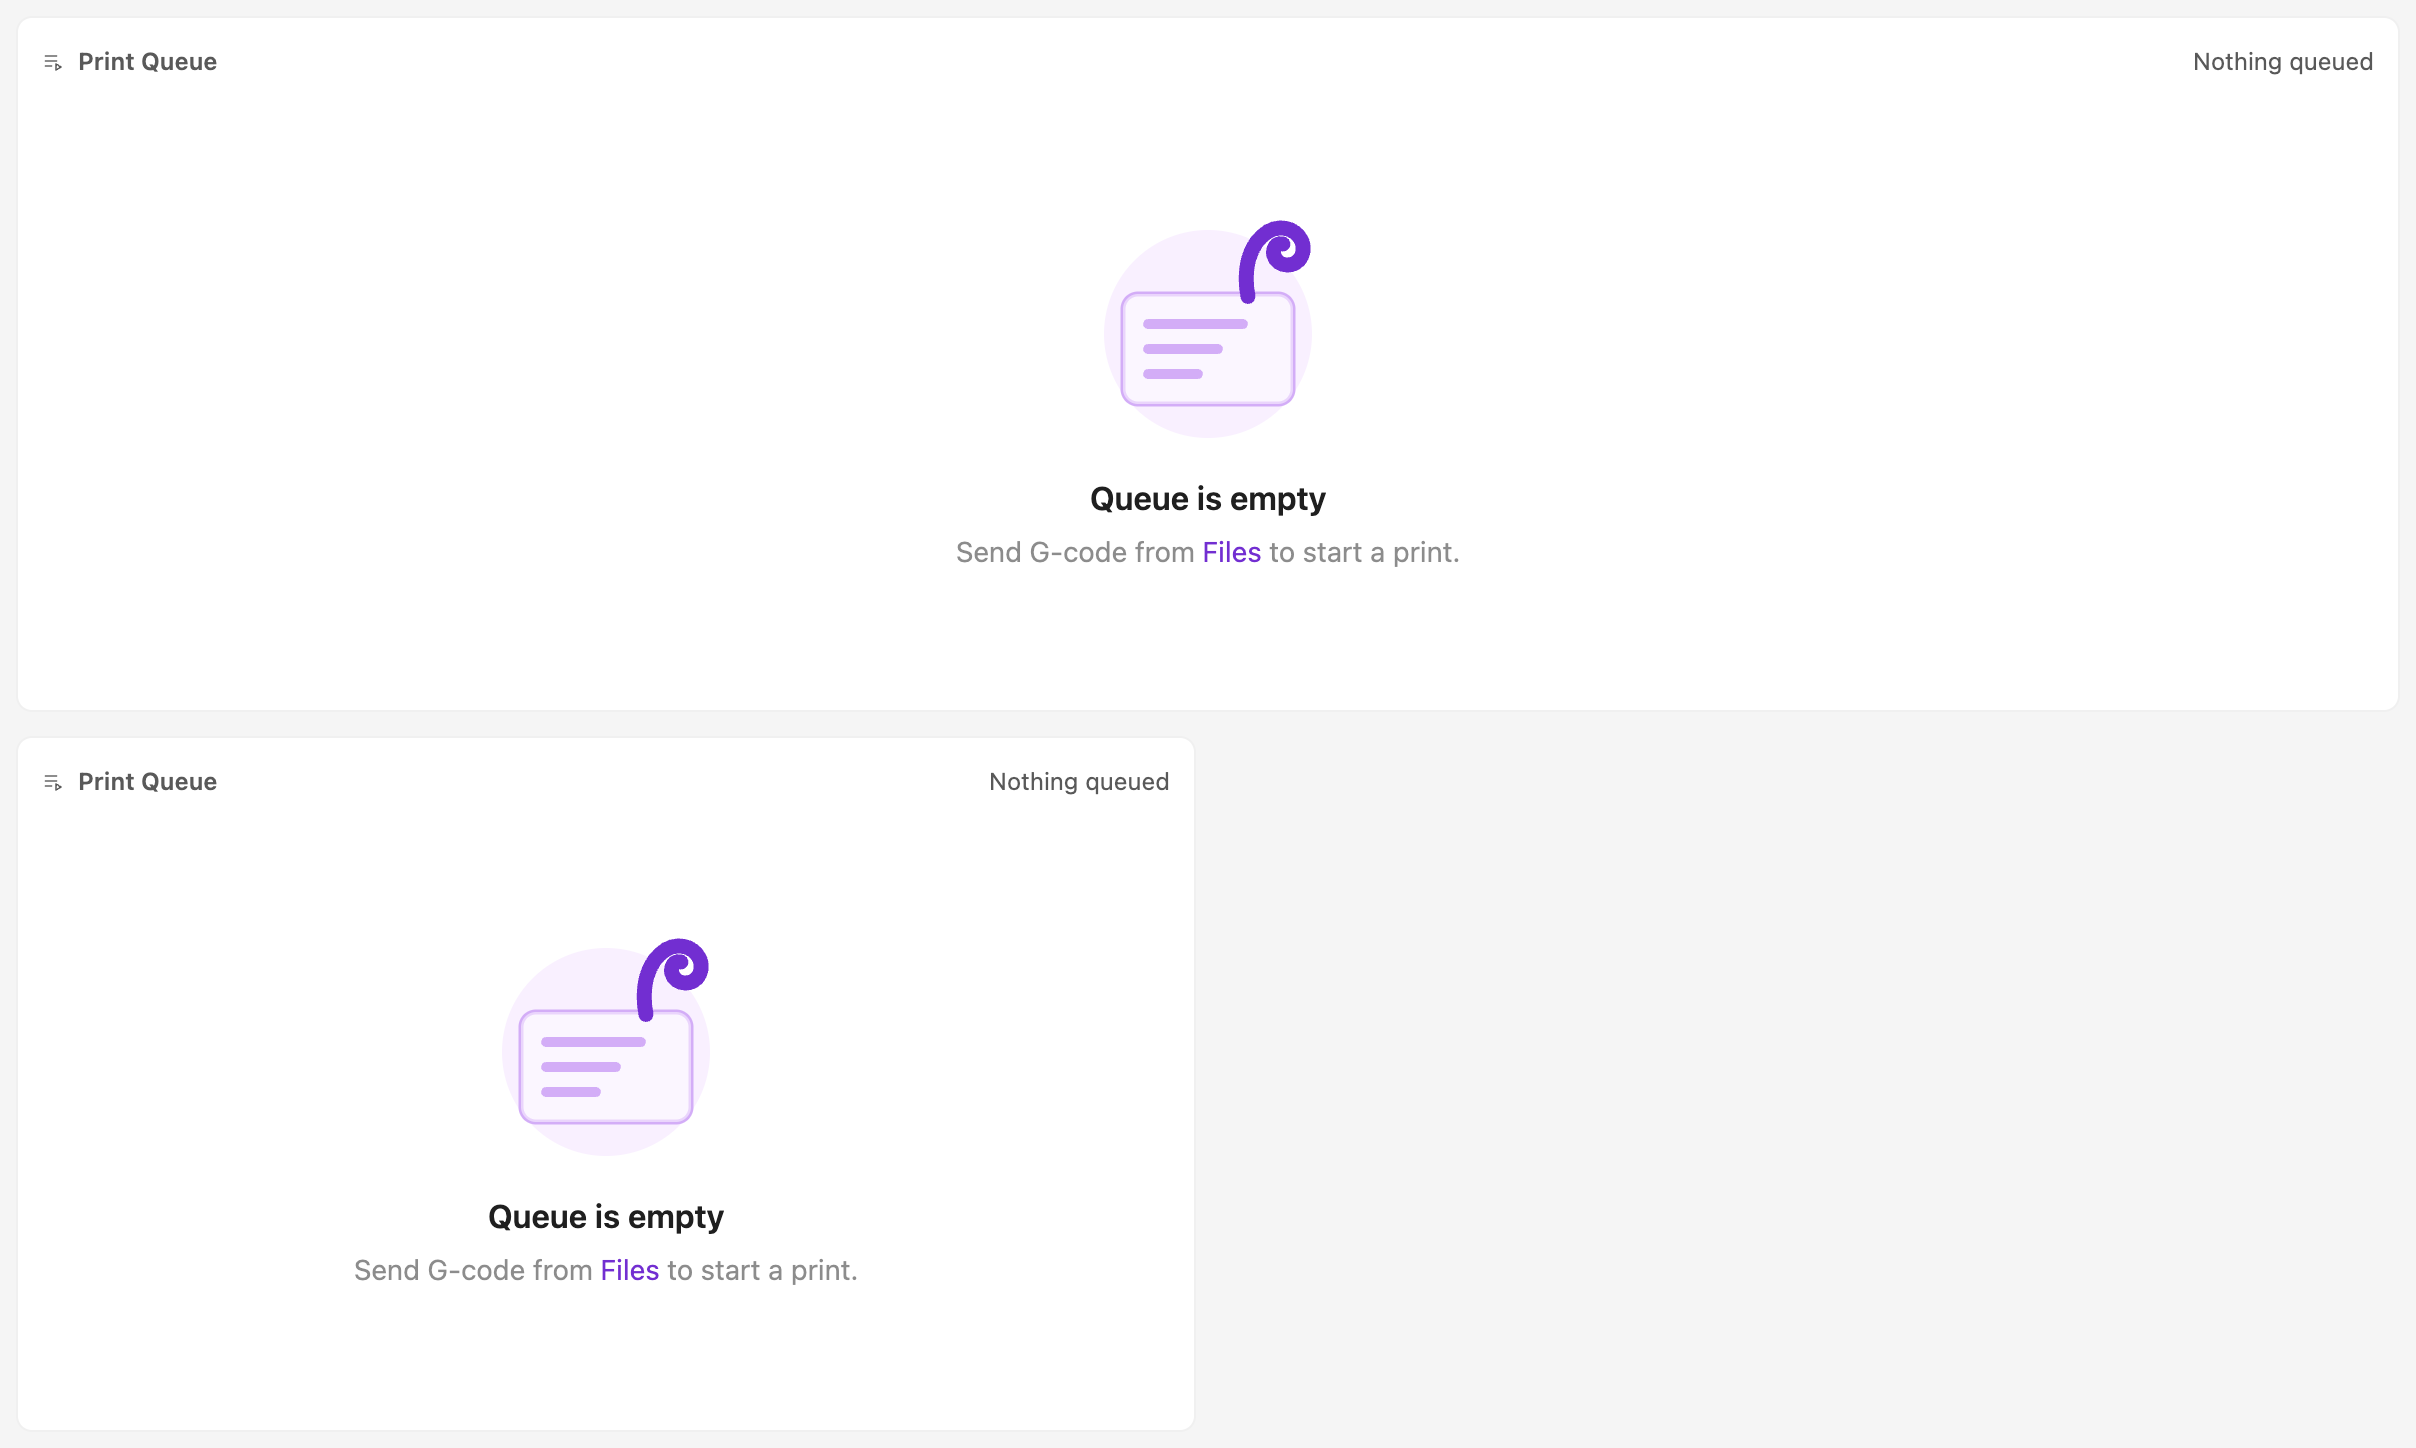 Print Queue
Nothing queued
Queue is empty
Send G-code from Files to start a print.
Print Queue
Nothing queued
Queue is empty
Send G-code from Files to start a print.